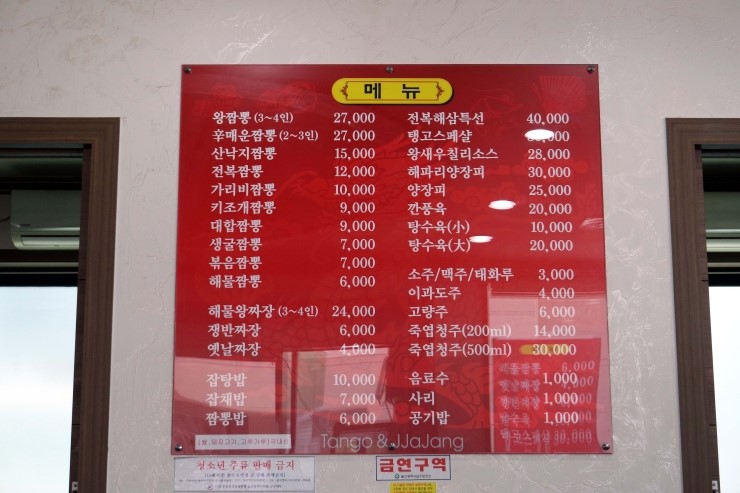 메 뉴
왕짬뽕 (3~4인) 27,000
후매운짬뽕 (2~3인) 27,000
산낙지짬뽕 15,000
전복짬뽕 12,000
가리비짬뽕 10,000
키조개짬뽕 9,000
대합짬뽕 9,000
생굴짬뽕 7,000
볶음짬뽕 7,000
해물짬뽕 6,000
해물왕짜장 (3~4인) 24,000
쟁반짜장 6,000
옛날짜장 4,000
잡탕밥 10,000
잡채밥 7,000
짬뽕밥 6,000
전복해삼특선 40,000
탱고스페샬
왕새우칠리소스 28,000
해파리양장피 30,000
양장피 25,000
깐풍육 20,000
탕수육(小) 10,000
탕수육(大) 20,000
소주/맥주/태화루 3,000
이과도주 4,000
고량주 6,000
죽엽청주(200ml) 14,000
죽엽청주(500ml) 30,000
음료수 1,000
사리 1,000
공기밥 1,000
Tango & JJaJang
청소년 주류 판매 금지
금연구역